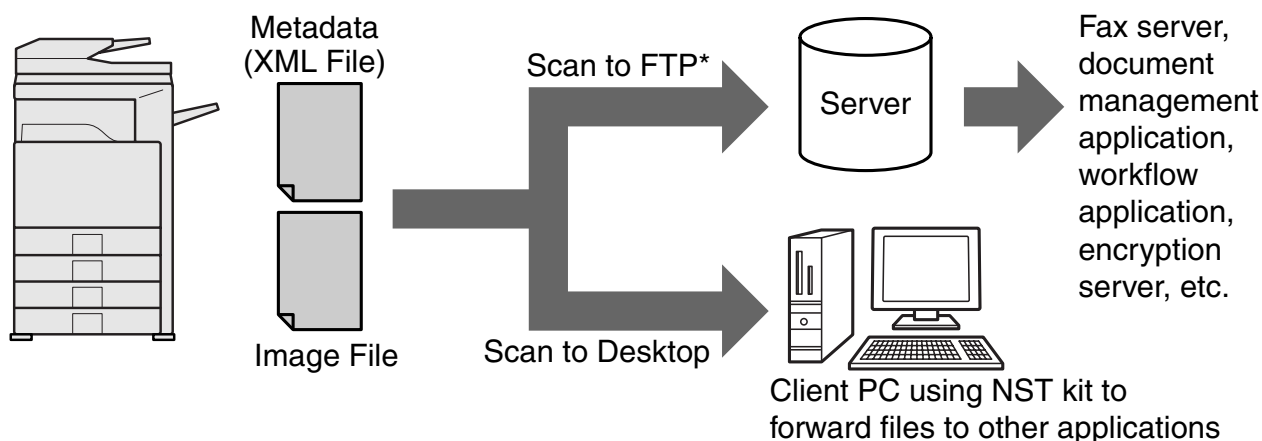 Metadata
(XML File)
Image File
Scan to FTP*
Scan to Desktop
Server
Fax server,
document
management
application,
workflow
application,
encryption
server, etc.
Client PC using NST kit to
forward files to other applications